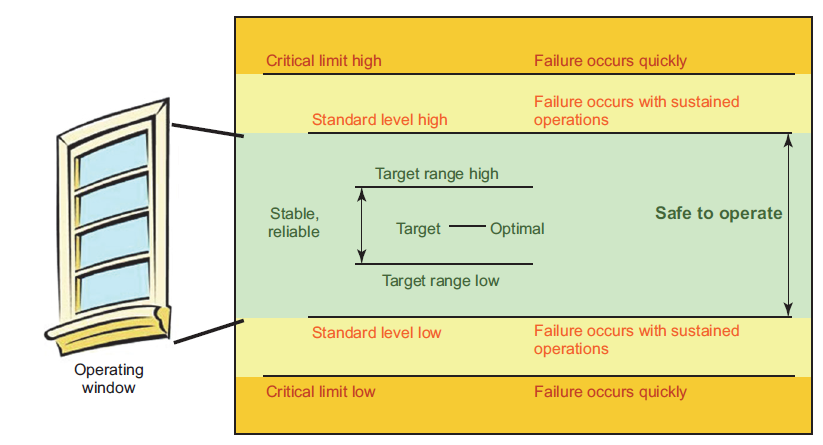 Critical limit high
Failure occurs quickly
Failure occurs with sustained
operations
Standard level high
Target range high
Stable,
reliable
Target
Optimal
Safe to operate
Target range low
Standard level low
Failure occurs with sustained
operations
Operating
window
Critical limit low
Failure occurs quickly